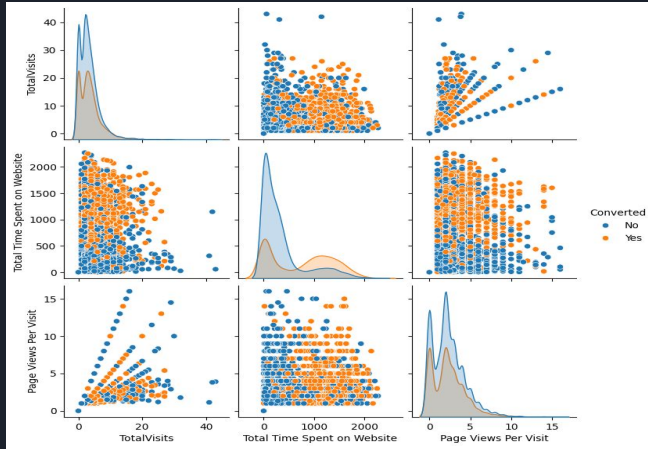 TotalVisits
40
30
20
10
0
Total Time Spent on Website
2000
1500
1000
500
0
Converted
No
Yes
Page Views Per Visit
15
10
5
0
0 20 40
0 1000 2000
0 5 10 15
TotalVisits
Total Time Spent on Website
Page Views Per Visit